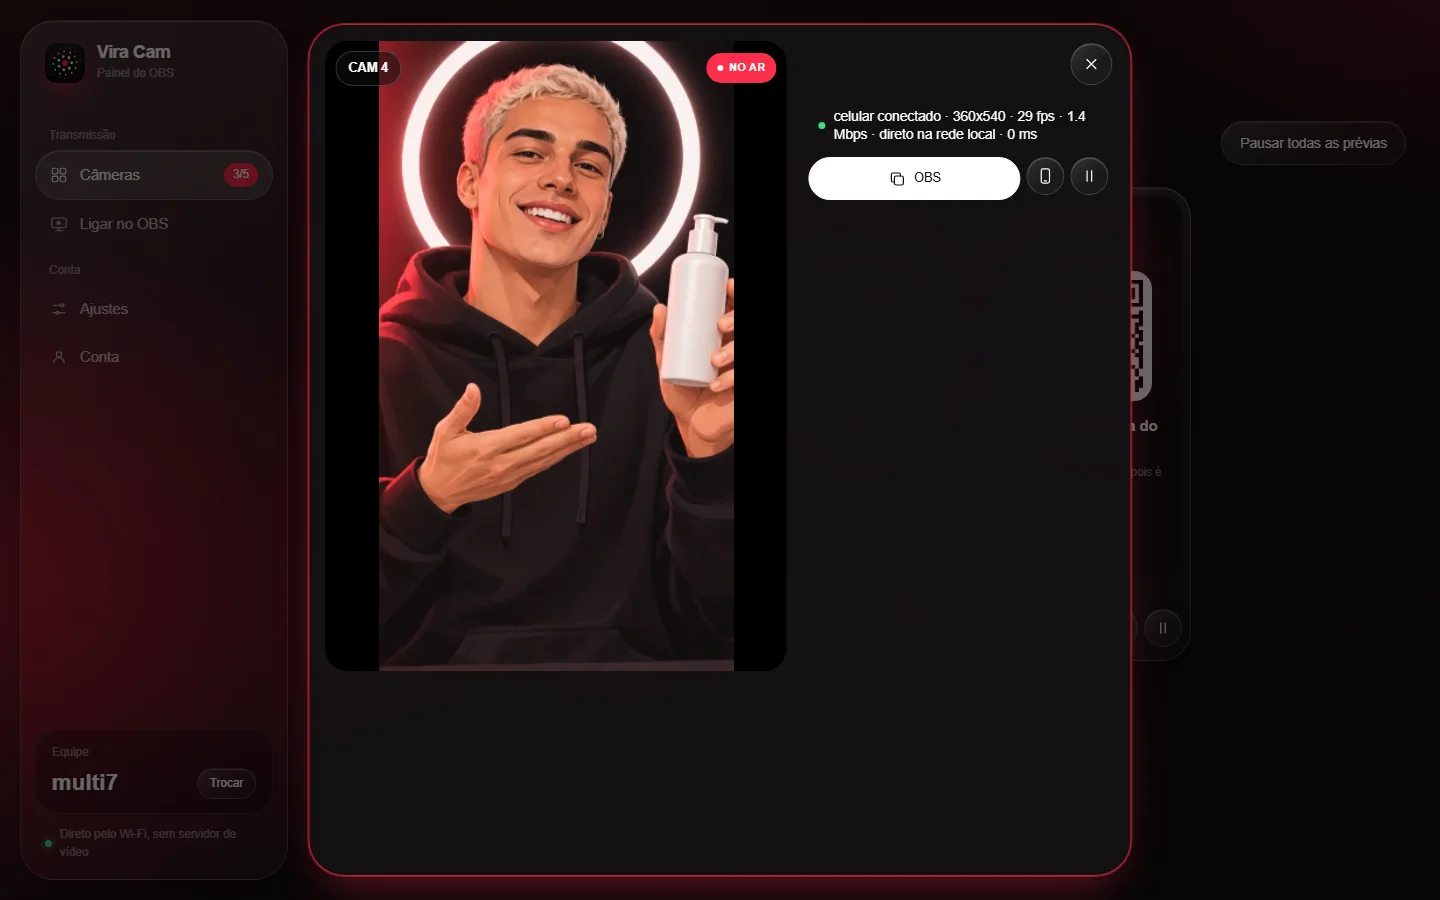 Vira Cam
Painel do OBS
Transmissão
Câmeras
3/5
Ligar no OBS
Conta
Ajustes
Conta
Equipe
multi7
Trocar
Direto pelo Wi-Fi, sem servidor de
vídeo
CAM 4
NO AR
celular conectado · 360x540 · 29 fps · 1.4
Mbps · direto na rede local · 0 ms
OBS
Pausar todas as prévias
do
pois é